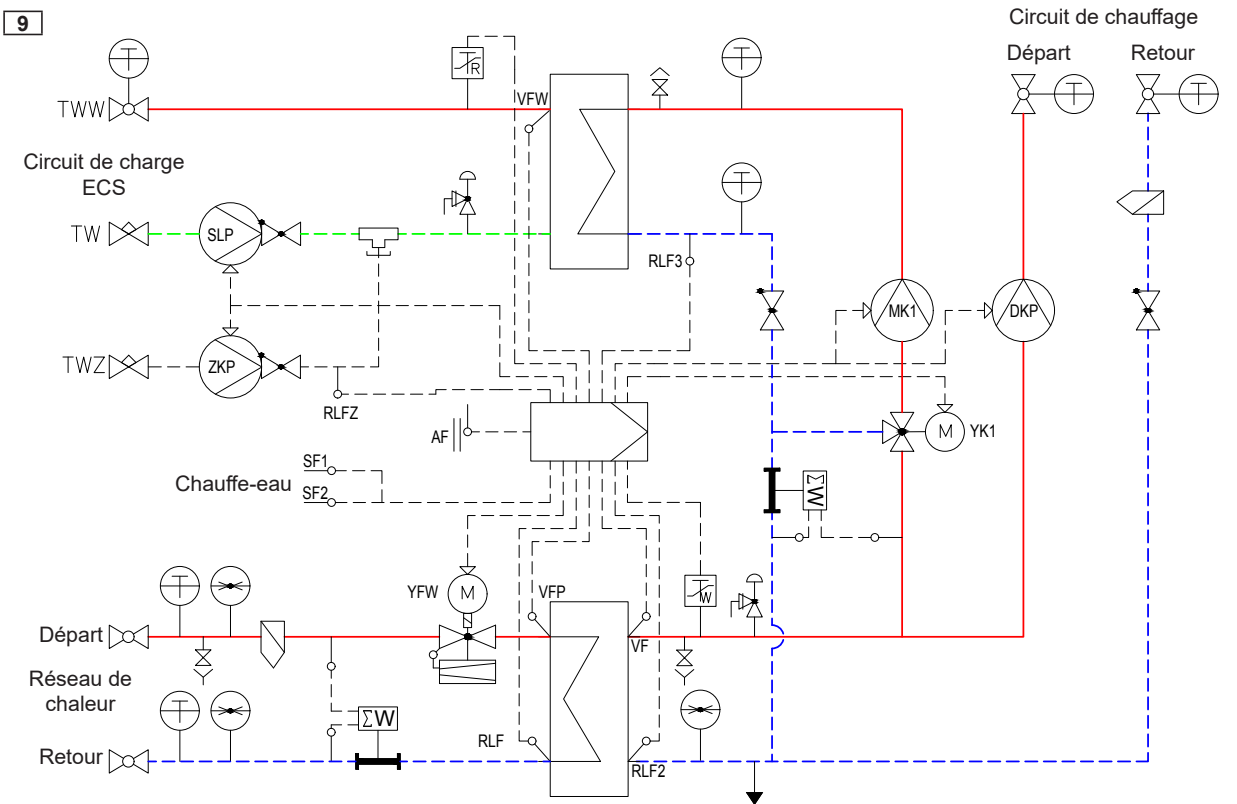 9
Circuit de chauffage
Départ
Retour
T
T
T
T
R
TWW
VFW
Circuit de charge
ECS
T
TW
SLP
RLF3
MK1
DKP
TWZ
ZKP
RLFZ
AF
M
YK1
SF1
Chauffe-eau
SF2
ΣW
T
YFW
M
VFP
W
Départ
VF
Réseau de
chaleur
T
ΣW
RLF
Retour
RLF2